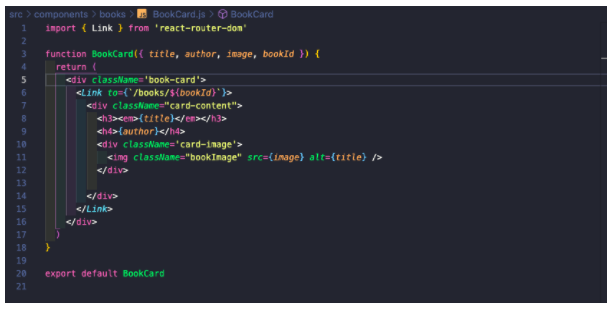 src > components > books > JS BookCard.js > BookCard
1 import { Link } from 'react-router-dom'
2
3 function BookCard({ title, author, image, bookId }) {
4   return (
5     <div className='book-card'>
6       <Link to={`/books/${bookId}`}>
7         <div className="card-content">
8           <h3><em>{title}</em></h3>
9           <h4>{author}</h4>
10           <div className='card-image'>
11             <img className="bookImage" src={image} alt={title} />
12           </div>
13
14         </div>
15       </Link>
16     </div>
17   )
18 }
19
20 export default BookCard
21